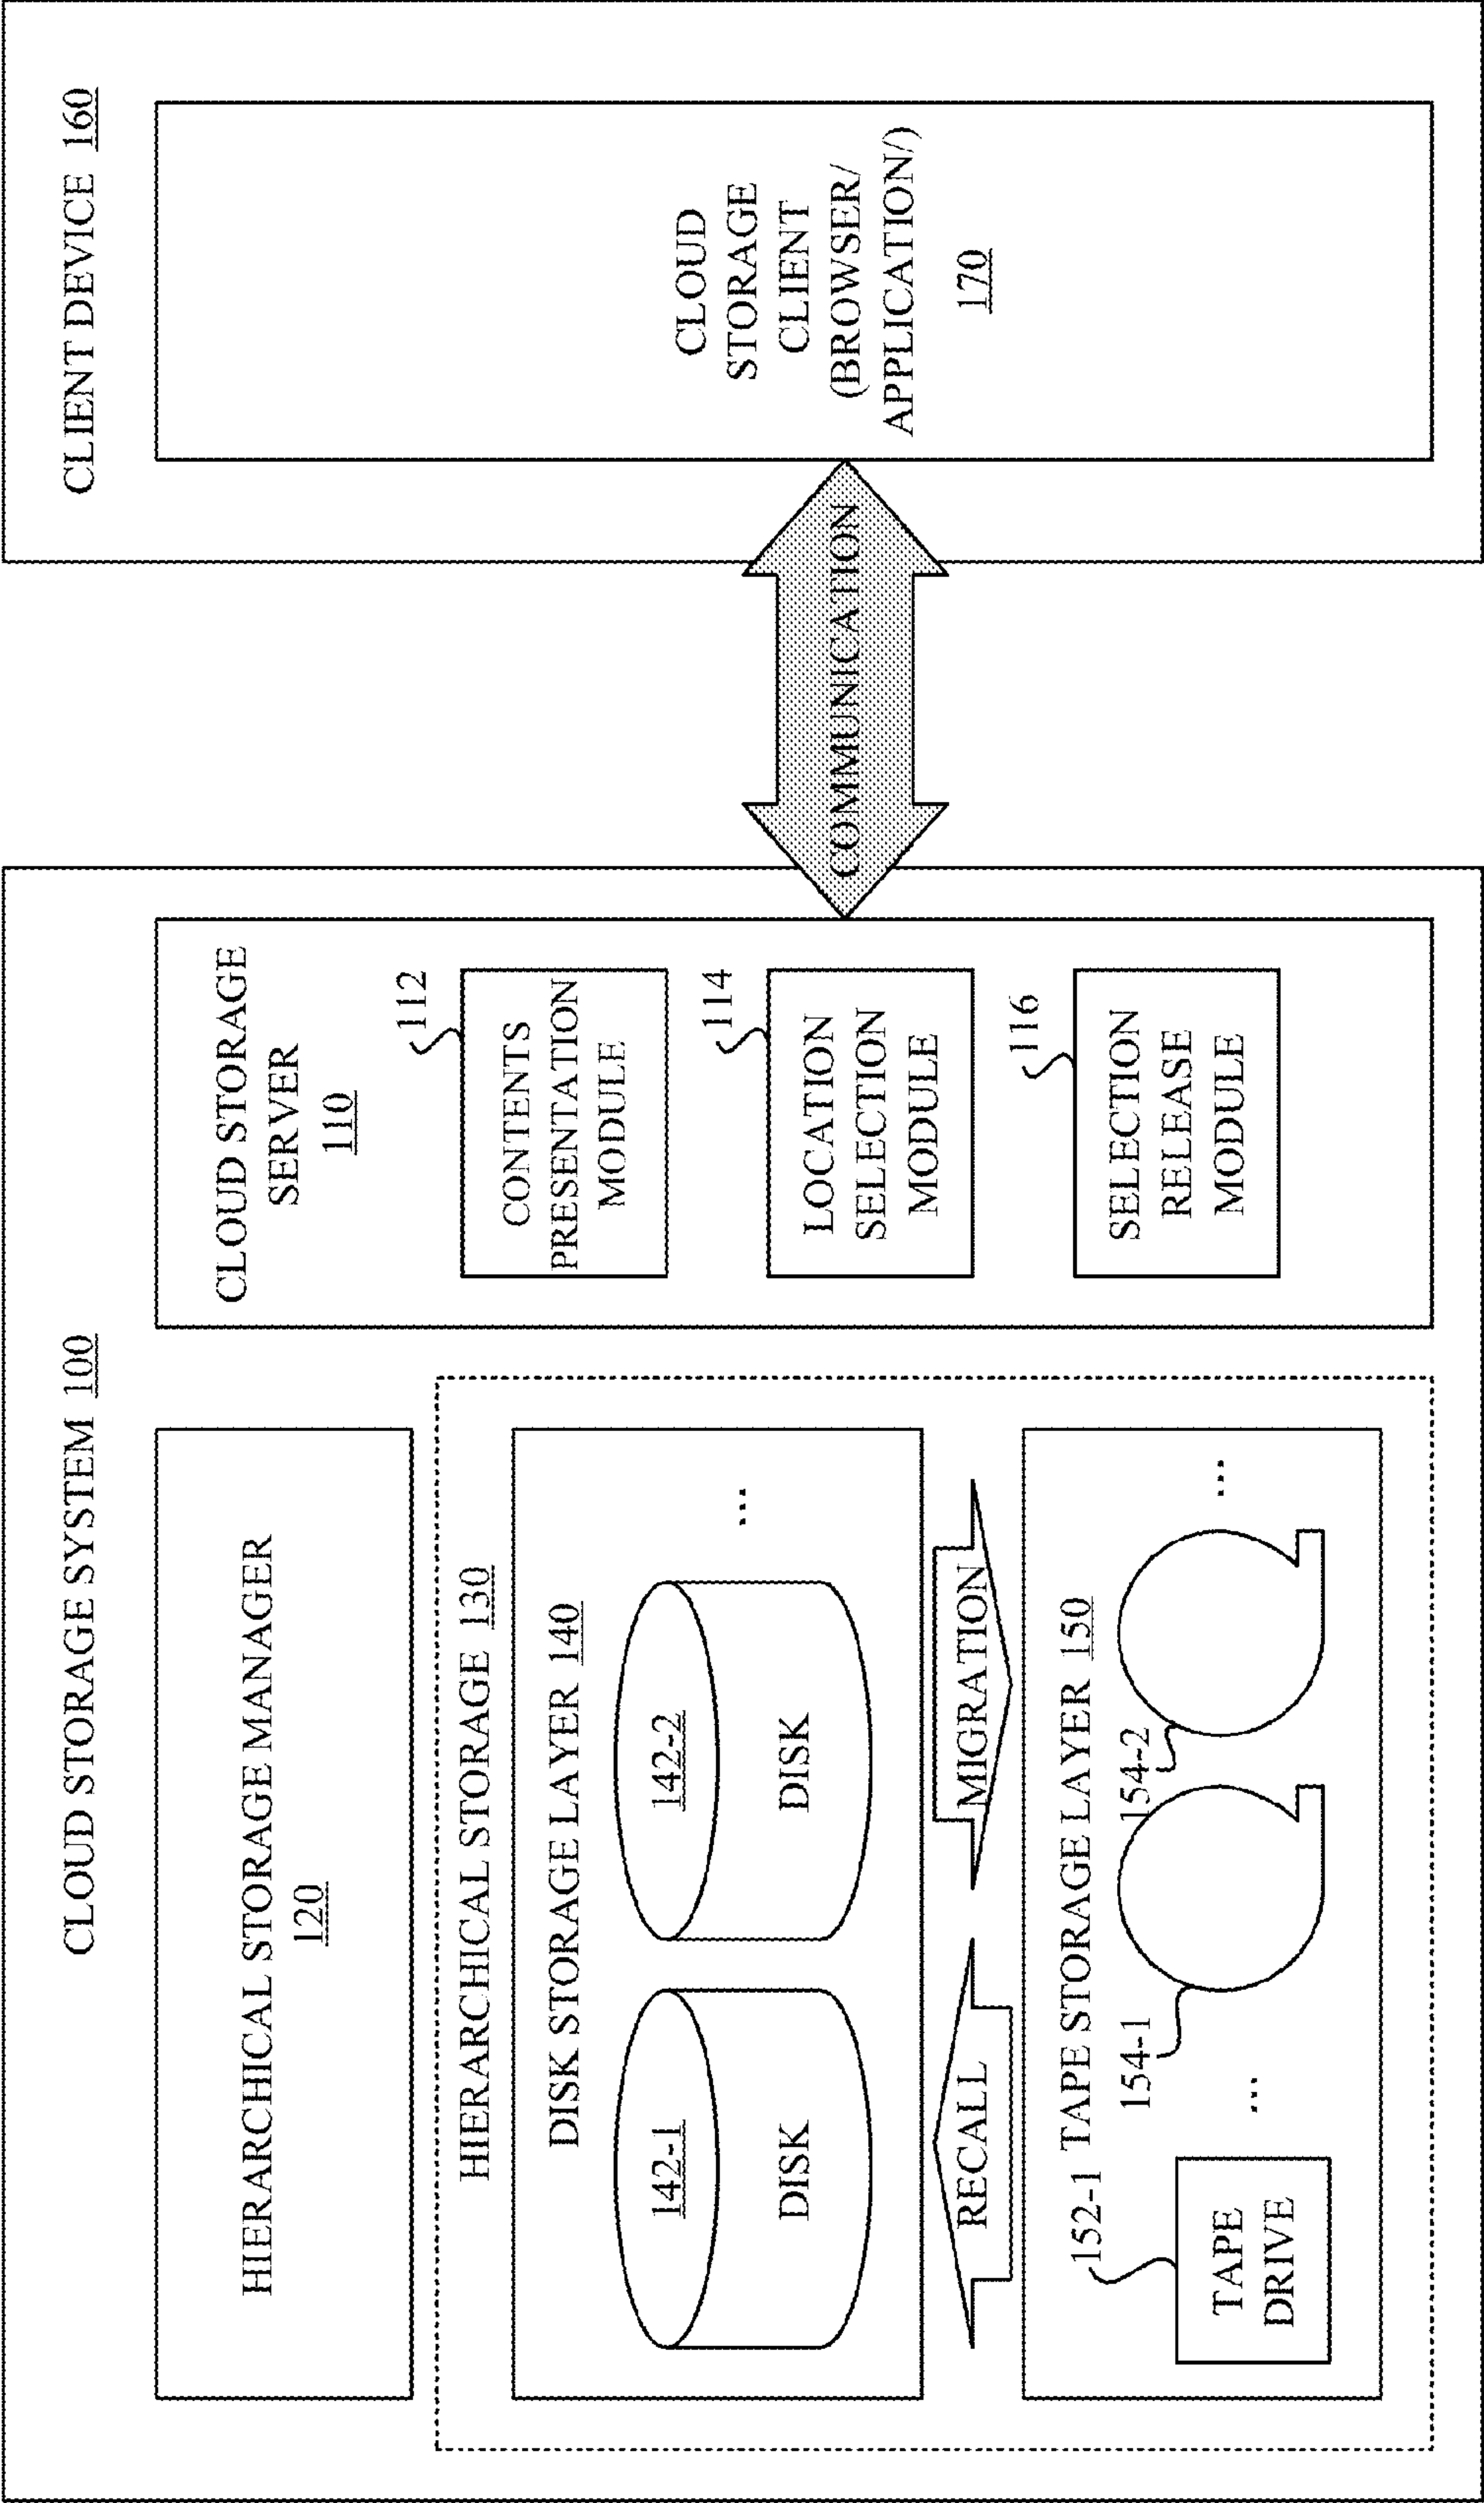 CLOUD STORAGE SYSTEM 100
HIERARCHICAL STORAGE MANAGER
120
HIERARCHICAL STORAGE 130
DISK STORAGE LAYER 140
142-1
DISK
142-2
DISK
...
RECALL
MIGRATION
152-1
TAPE STORAGE LAYER 150
TAPE
DRIVE
...
154-1
154-2
...
CLOUD STORAGE
SERVER
110
112
CONTENTS
PRESENTATION
MODULE
114
LOCATION
SELECTION
MODULE
116
SELECTION
RELEASE
MODULE
COMMUNICATION
CLIENT DEVICE 160
CLOUD
STORAGE
CLIENT
(BROWSER/
APPLICATION/)
170